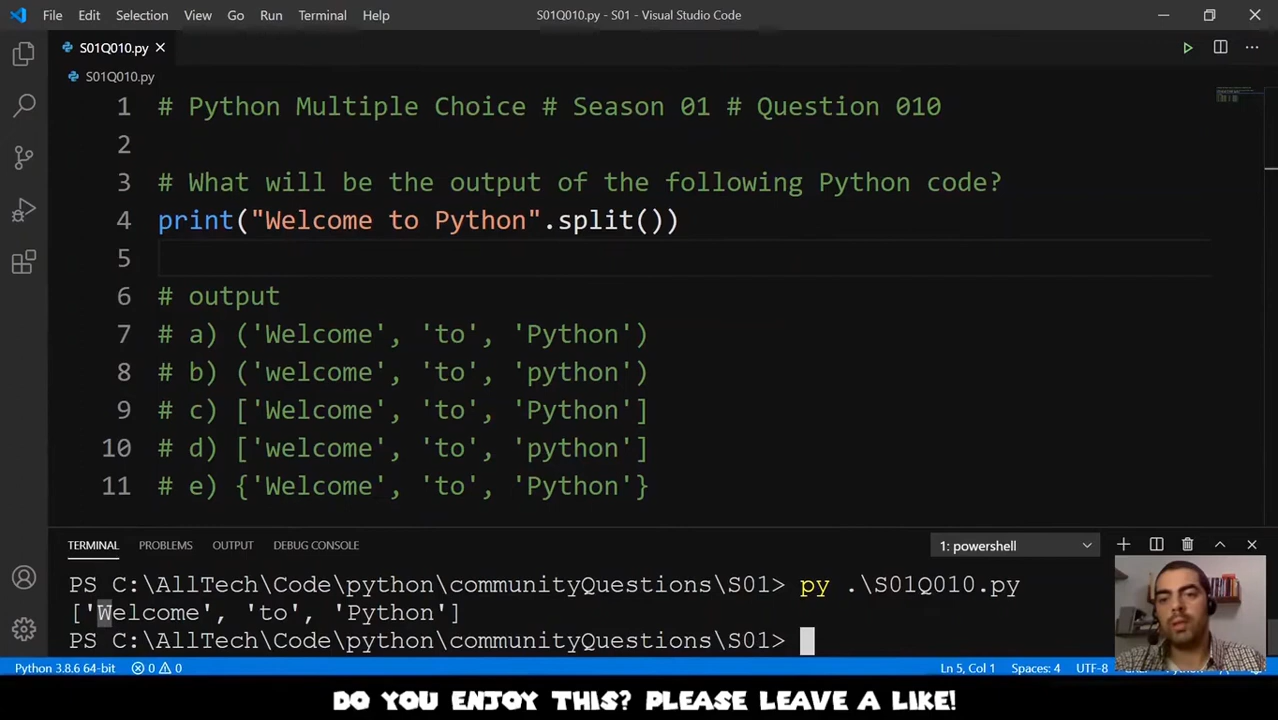 File Edit Selection View Go Run Terminal Help S01Q010.py - S01 - Visual Studio Code
S01Q010.py
S01Q010.py
1 # Python Multiple Choice # Season 01 # Question 010
2
3 # What will be the output of the following Python code?
4 print("Welcome to Python".split())
5
6 # output
7 # a) ('Welcome', 'to', 'Python')
8 # b) ('welcome', 'to', 'python')
9 # c) ['Welcome', 'to', 'Python']
10 # d) ['welcome', 'to', 'python']
11 # e) {'Welcome', 'to', 'Python'}
TERMINAL PROBLEMS OUTPUT DEBUG CONSOLE 1: powershell
PS C:\AllTech\Code\python\communityQuestions\S01> py .\S01Q010.py
['Welcome', 'to', 'Python']
PS C:\AllTech\Code\python\communityQuestions\S01>
Python 3.8.6 64-bit 0 0 Ln 5, Col 1 Spaces: 4 UTF-8
DO YOU ENJOY THIS? PLEASE LEAVE A LIKE!